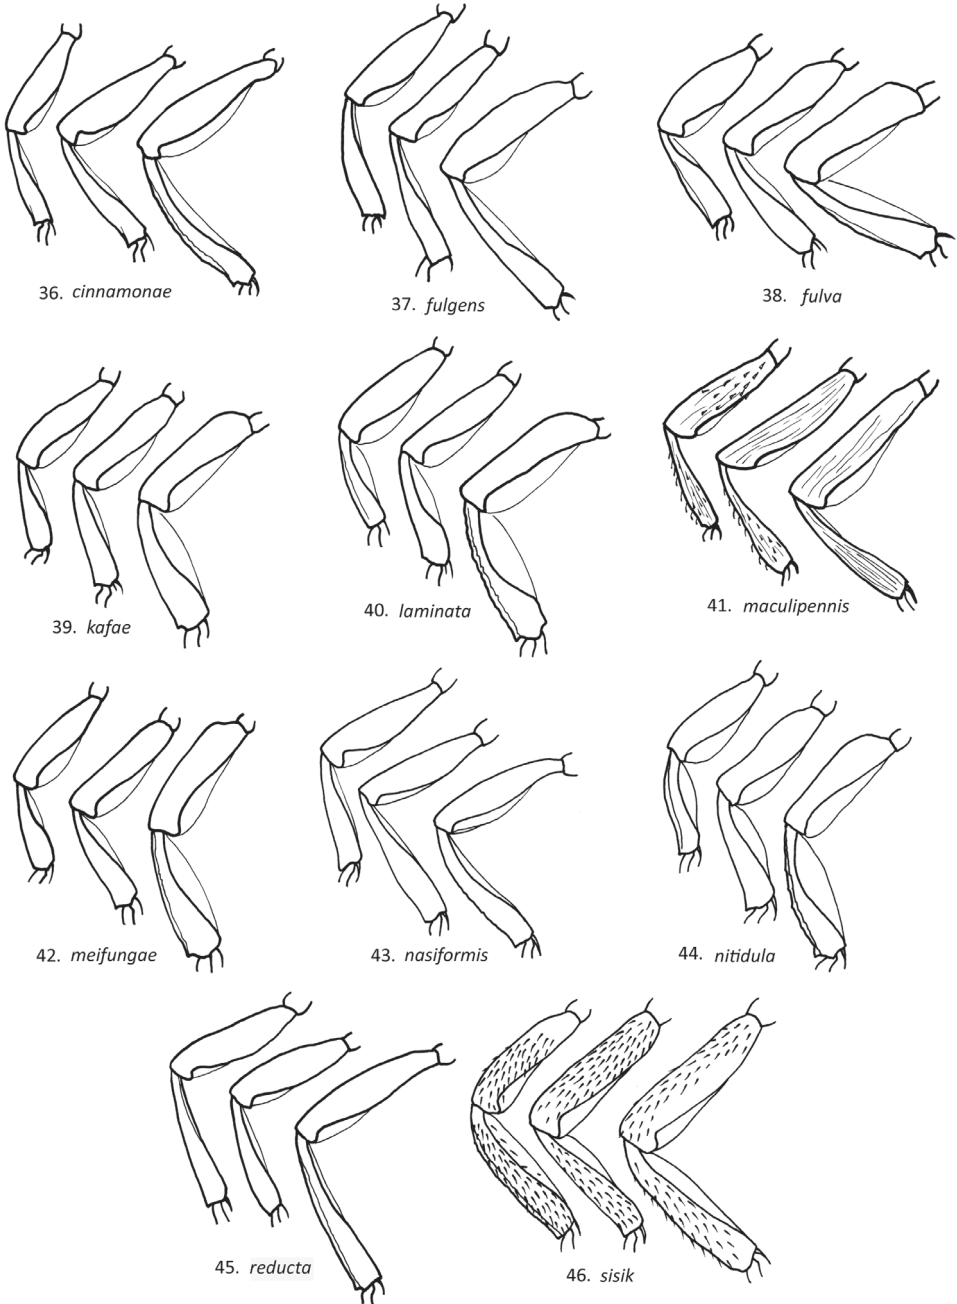 36. cinnamonae
37. fulgens
38. fulva
39. kafae
40. laminata
41. maculipennis
42. meifungae
43. nasiformis
44. nitidula
45. reducta
46. sisik